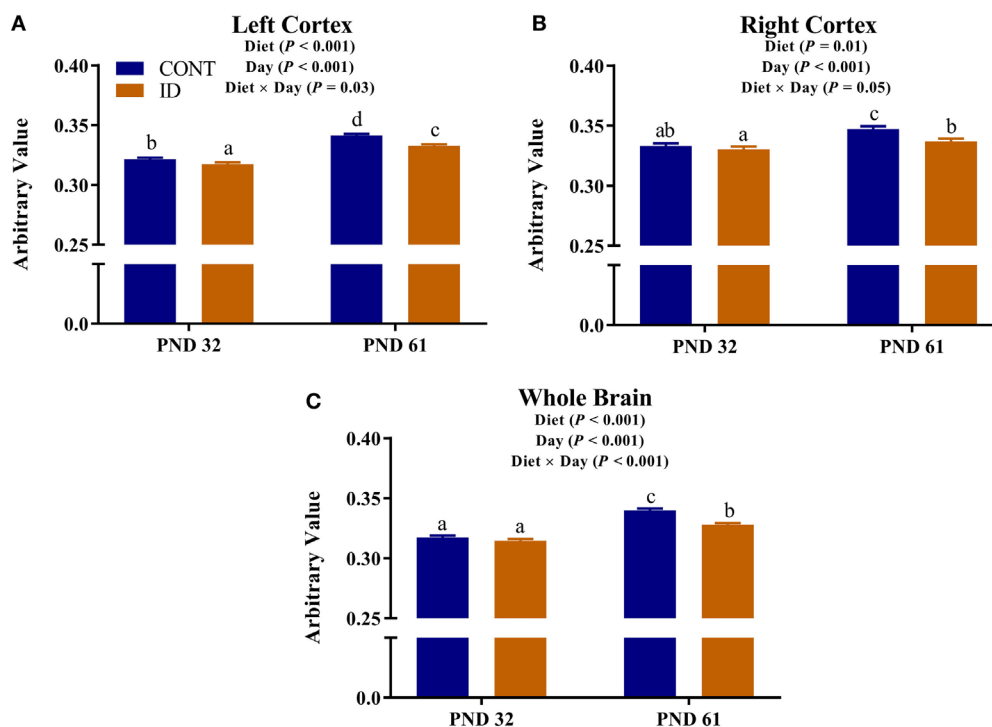 A
Left Cortex
Diet (P < 0.001)
Day (P < 0.001)
Diet × Day (P = 0.03)
CONT
ID
Arbitrary Value
0.40
0.35
0.30
0.25
0.0
b
a
d
c
PND 32
PND 61
B
Right Cortex
Diet (P = 0.01)
Day (P < 0.001)
Diet × Day (P = 0.05)
Arbitrary Value
0.40
0.35
0.30
0.25
0.0
ab
a
c
b
PND 32
PND 61
C
Whole Brain
Diet (P < 0.001)
Day (P < 0.001)
Diet × Day (P < 0.001)
Arbitrary Value
0.40
0.35
0.30
0.25
0.0
a
a
c
b
PND 32
PND 61